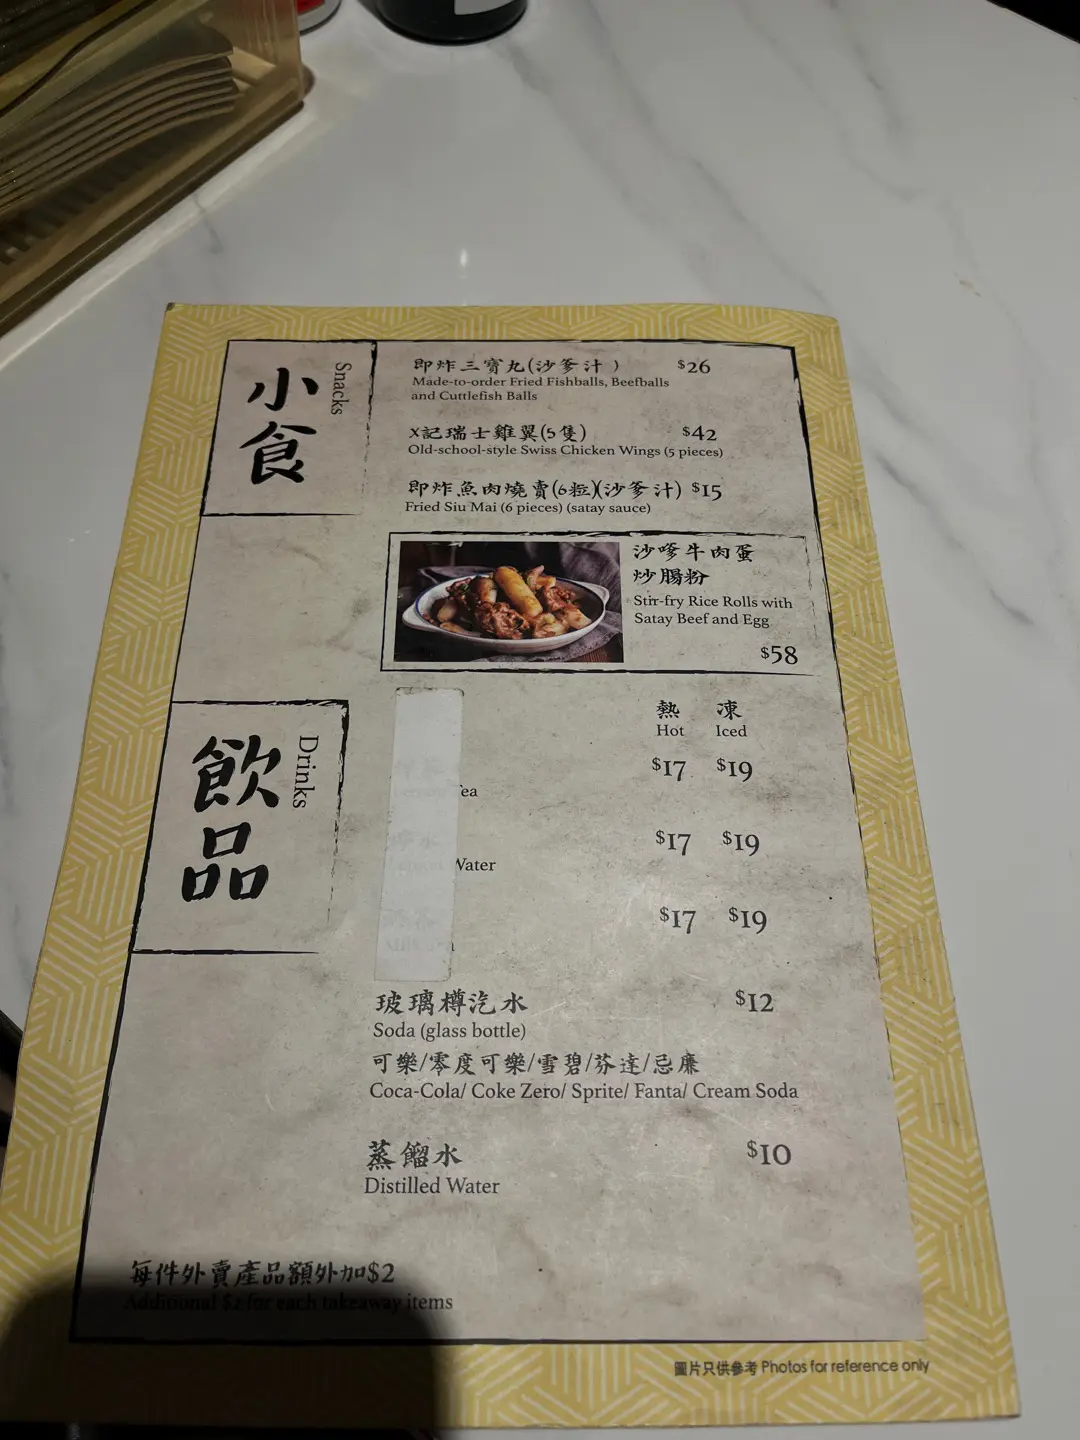 小食
Snacks
即炸三寶丸(沙爹汁) $26
Made-to-order Fried Fishballs, Beefballs
and Cuttlefish Balls
X記瑞士雞翼(5隻) $42
Old-school-style Swiss Chicken Wings (5 pieces)
即炸魚肉燒賣(6粒)(沙爹汁) $15
Fried Siu Mai (6 pieces) (satay sauce)
沙嗲牛肉蛋
炒腸粉
Stir-fry Rice Rolls with
Satay Beef and Egg
$58
飲品
Drinks
熱 凍
Hot Iced
$17 $19
Tea
$17 $19
Water
$17 $19
玻璃樽汽水 $12
Soda (glass bottle)
可樂/零度可樂/雪碧/芬達/忌廉
Coca-Cola/ Coke Zero/ Sprite/ Fanta/ Cream Soda
蒸餾水 $10
Distilled Water
每件外賣產品額外加$2
Additional $2 for each takeaway items
圖片只供參考 Photos for reference only